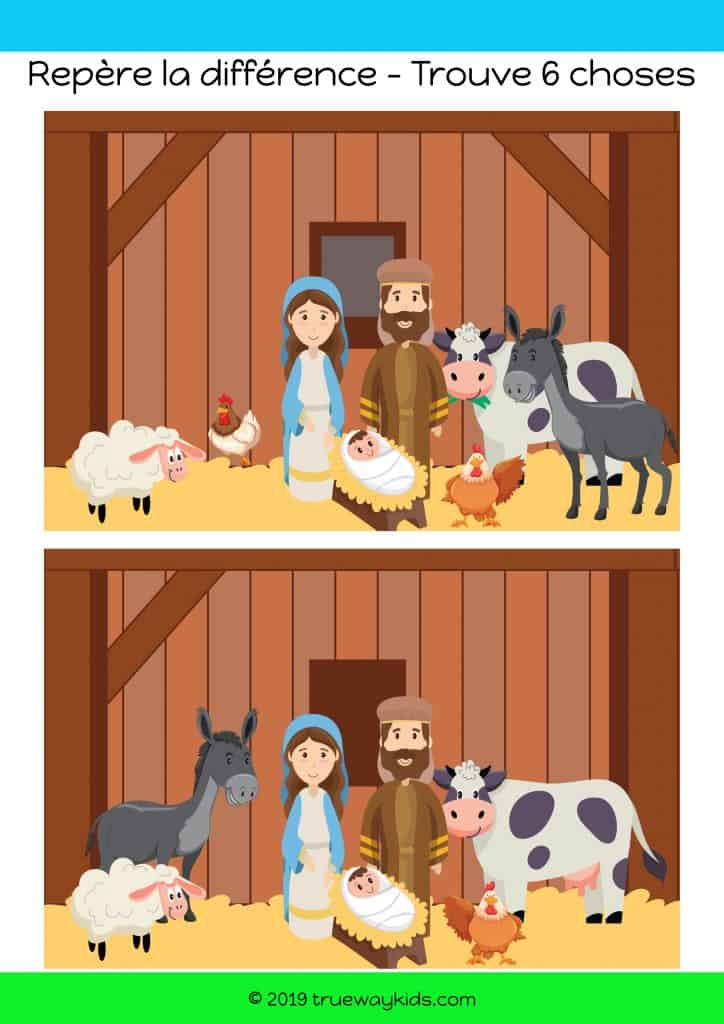 Repère la différence - Trouve 6 choses
© 2019 truewaykids.com